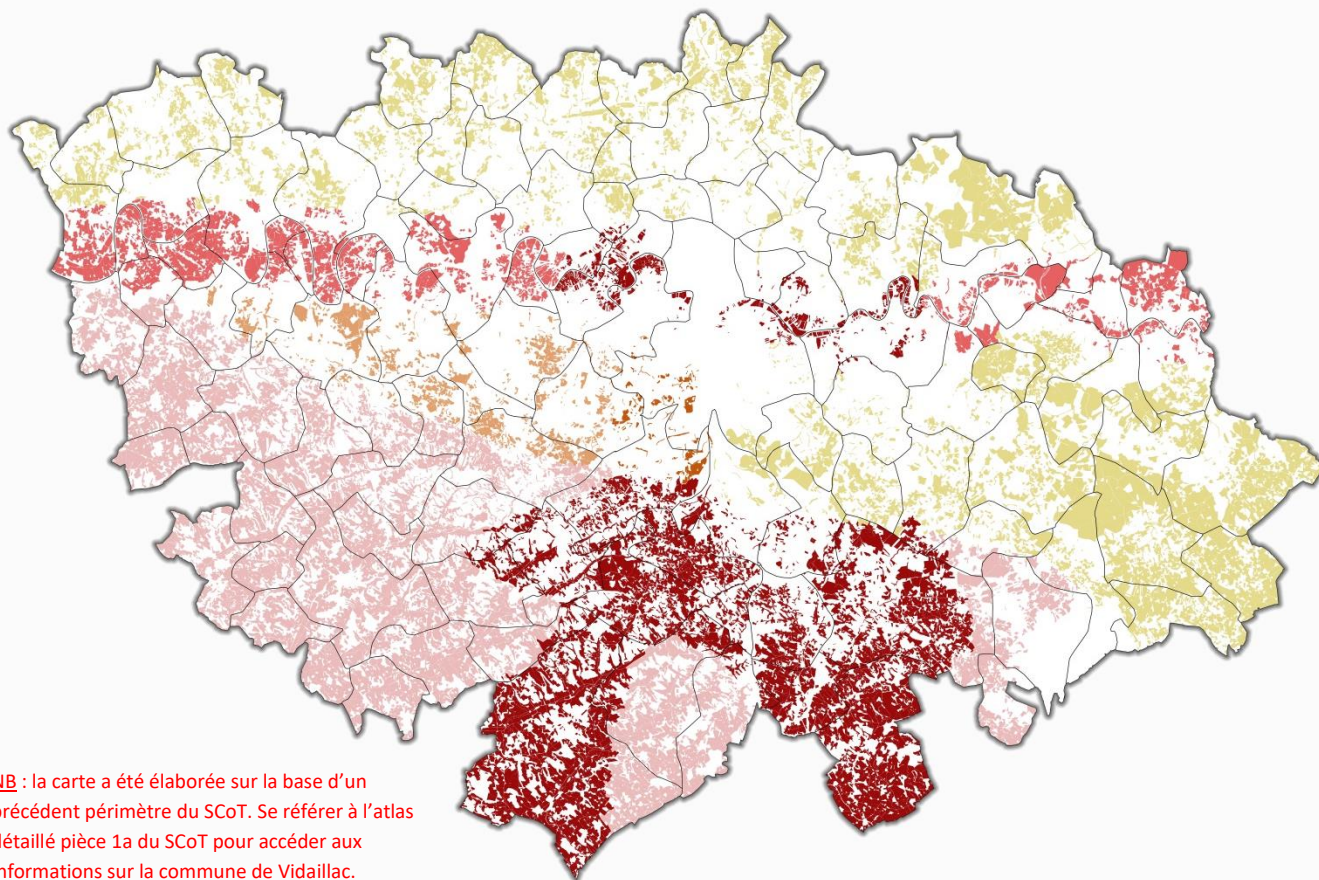 NB : la carte a été élaborée sur la base d’un
précédent périmètre du SCoT. Se référer à l’atlas
détaillé pièce 1a du SCoT pour accéder aux
informations sur la commune de Vidaillac.